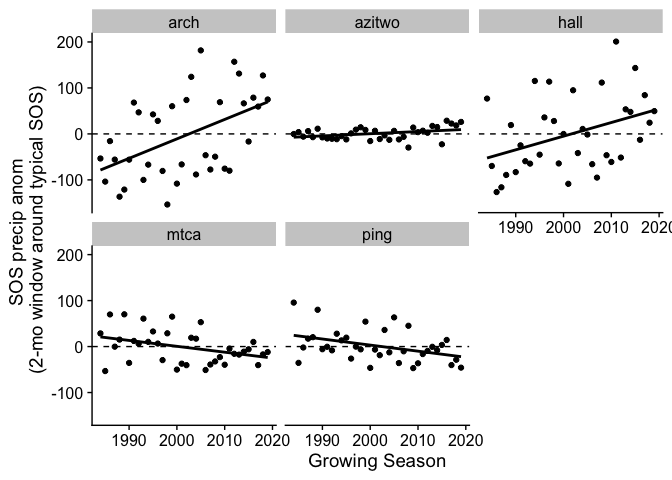 arch azitwo hall
200
100
0
-100
1990 2000 2010 2020
mtca ping
200
100
0
-100
1990 2000 2010 2020 1990 2000 2010 2020
Growing Season
SOS precip anom
(2-mo window around typical SOS)